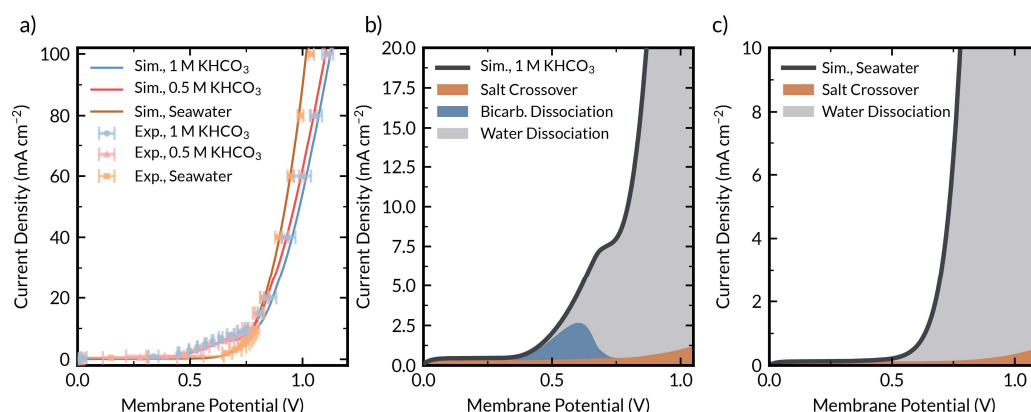 a)
100
80
60
40
20
0
0.0
0.5
1.0
Current Density (mA cm⁻²)
Membrane Potential (V)
Sim., 1 M KHCO₃
Sim., 0.5 M KHCO₃
Sim., Seawater
Exp., 1 M KHCO₃
Exp., 0.5 M KHCO₃
Exp., Seawater
b)
20.0
17.5
15.0
12.5
10.0
7.5
5.0
2.5
0.0
0.0
0.5
1.0
Current Density (mA cm⁻²)
Membrane Potential (V)
Sim., 1 M KHCO₃
Salt Crossover
Bicarb. Dissociation
Water Dissociation
c)
10
8
6
4
2
0
0.0
0.5
1.0
Current Density (mA cm⁻²)
Membrane Potential (V)
Sim., Seawater
Salt Crossover
Water Dissociation